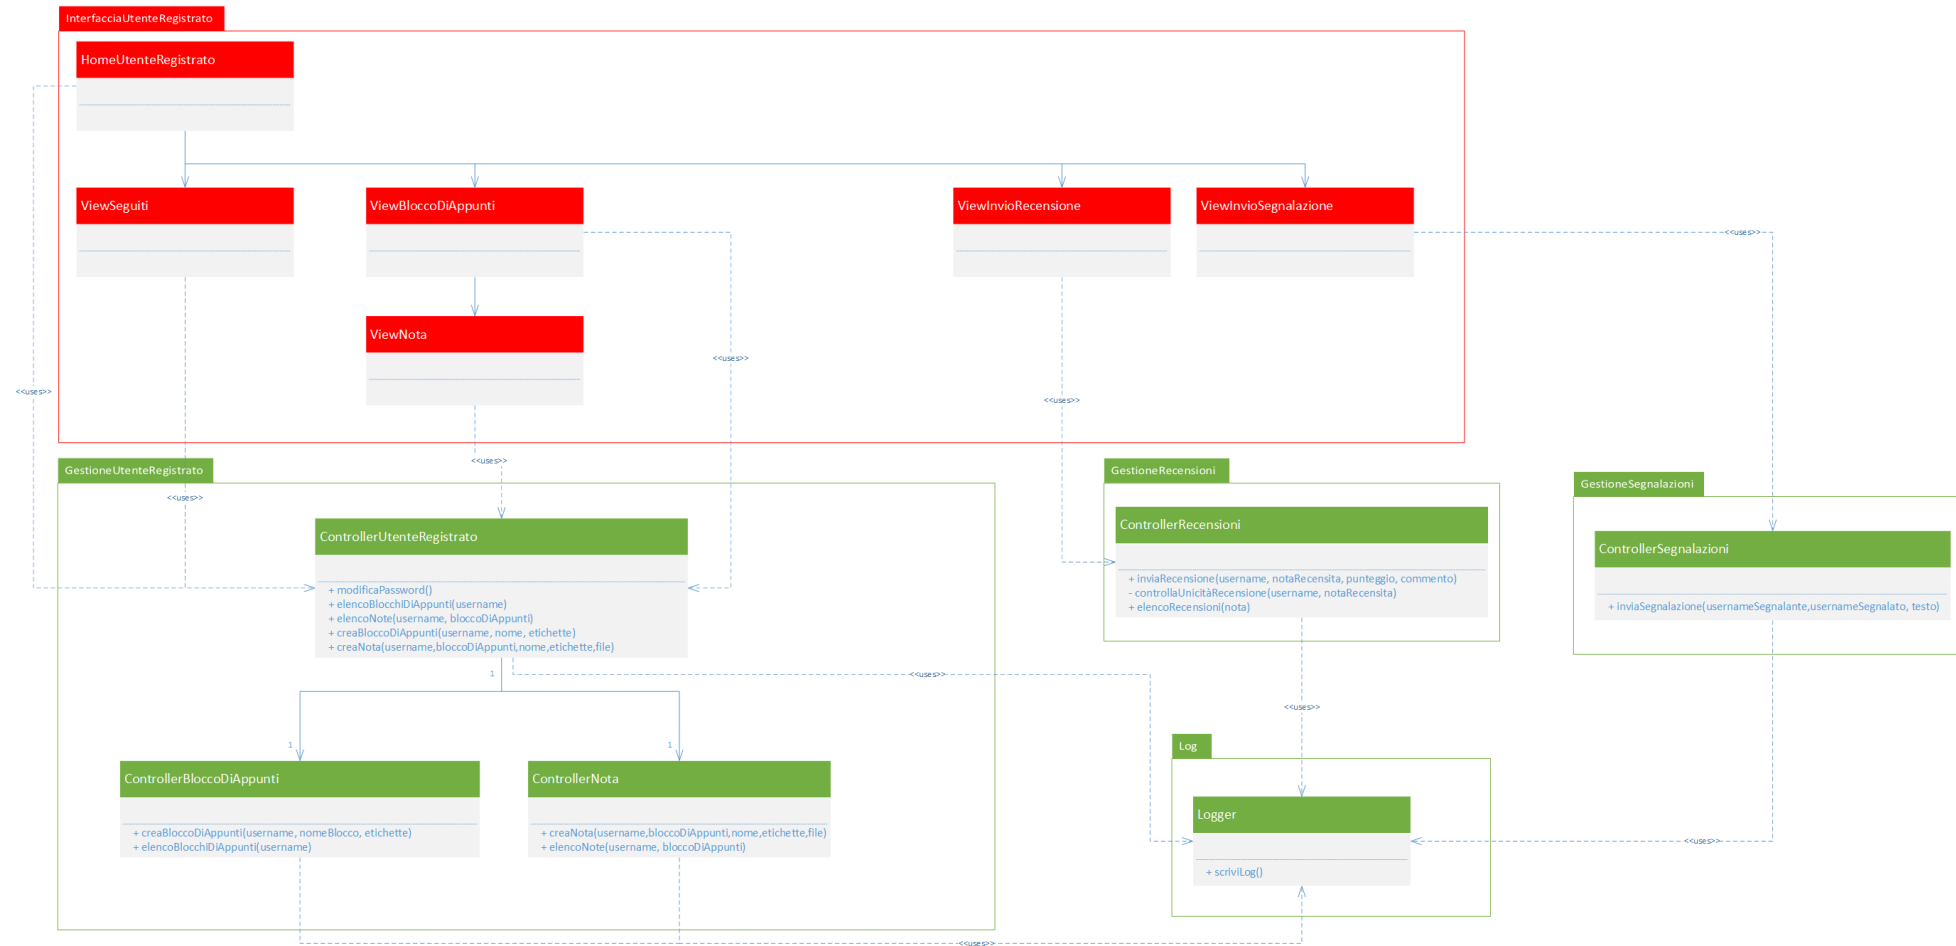 InterfacciaUtenteRegistrato
HomeUtenteRegistrato
ViewSeguiti
ViewBloccoDiAppunti
ViewInvioRecensione
ViewInvioSegnalazione
<<uses>>
ViewNota
<<uses>>
<<uses>>
<<uses>>
<<uses>>
GestioneUtenteRegistrato
<<uses>>
GestioneRecensioni
GestioneSegnalazioni
ControllerUtenteRegistrato
+ modificaPassword()
+ elencoBlocchiDiAppunti(username)
+ elencoNote(username, bloccoDiAppunti)
+ creaBloccoDiAppunti(username, nome, etichette)
+ creaNota(username,bloccoDiAppunti,nome,etichette,file)
ControllerRecensioni
+ inviaRecensione(username, notaRecensita, punteggio, commento)
- controllaUnicitàRecensione(username, notaRecensita)
+ elencoRecensioni(nota)
ControllerSegnalazioni
+ inviaSegnalazione(usernameSegnalante,usernameSegnalato, testo)
1
<<uses>>
<<uses>>
1
1
Log
ControllerBloccoDiAppunti
+ creaBloccoDiAppunti(username, nomeBlocco, etichette)
+ elencoBlocchiDiAppunti(username)
ControllerNota
+ creaNota(username,bloccoDiAppunti,nome,etichette,file)
+ elencoNote(username, bloccoDiAppunti)
Logger
+ scriviLog()
<<uses>>
<<uses>>